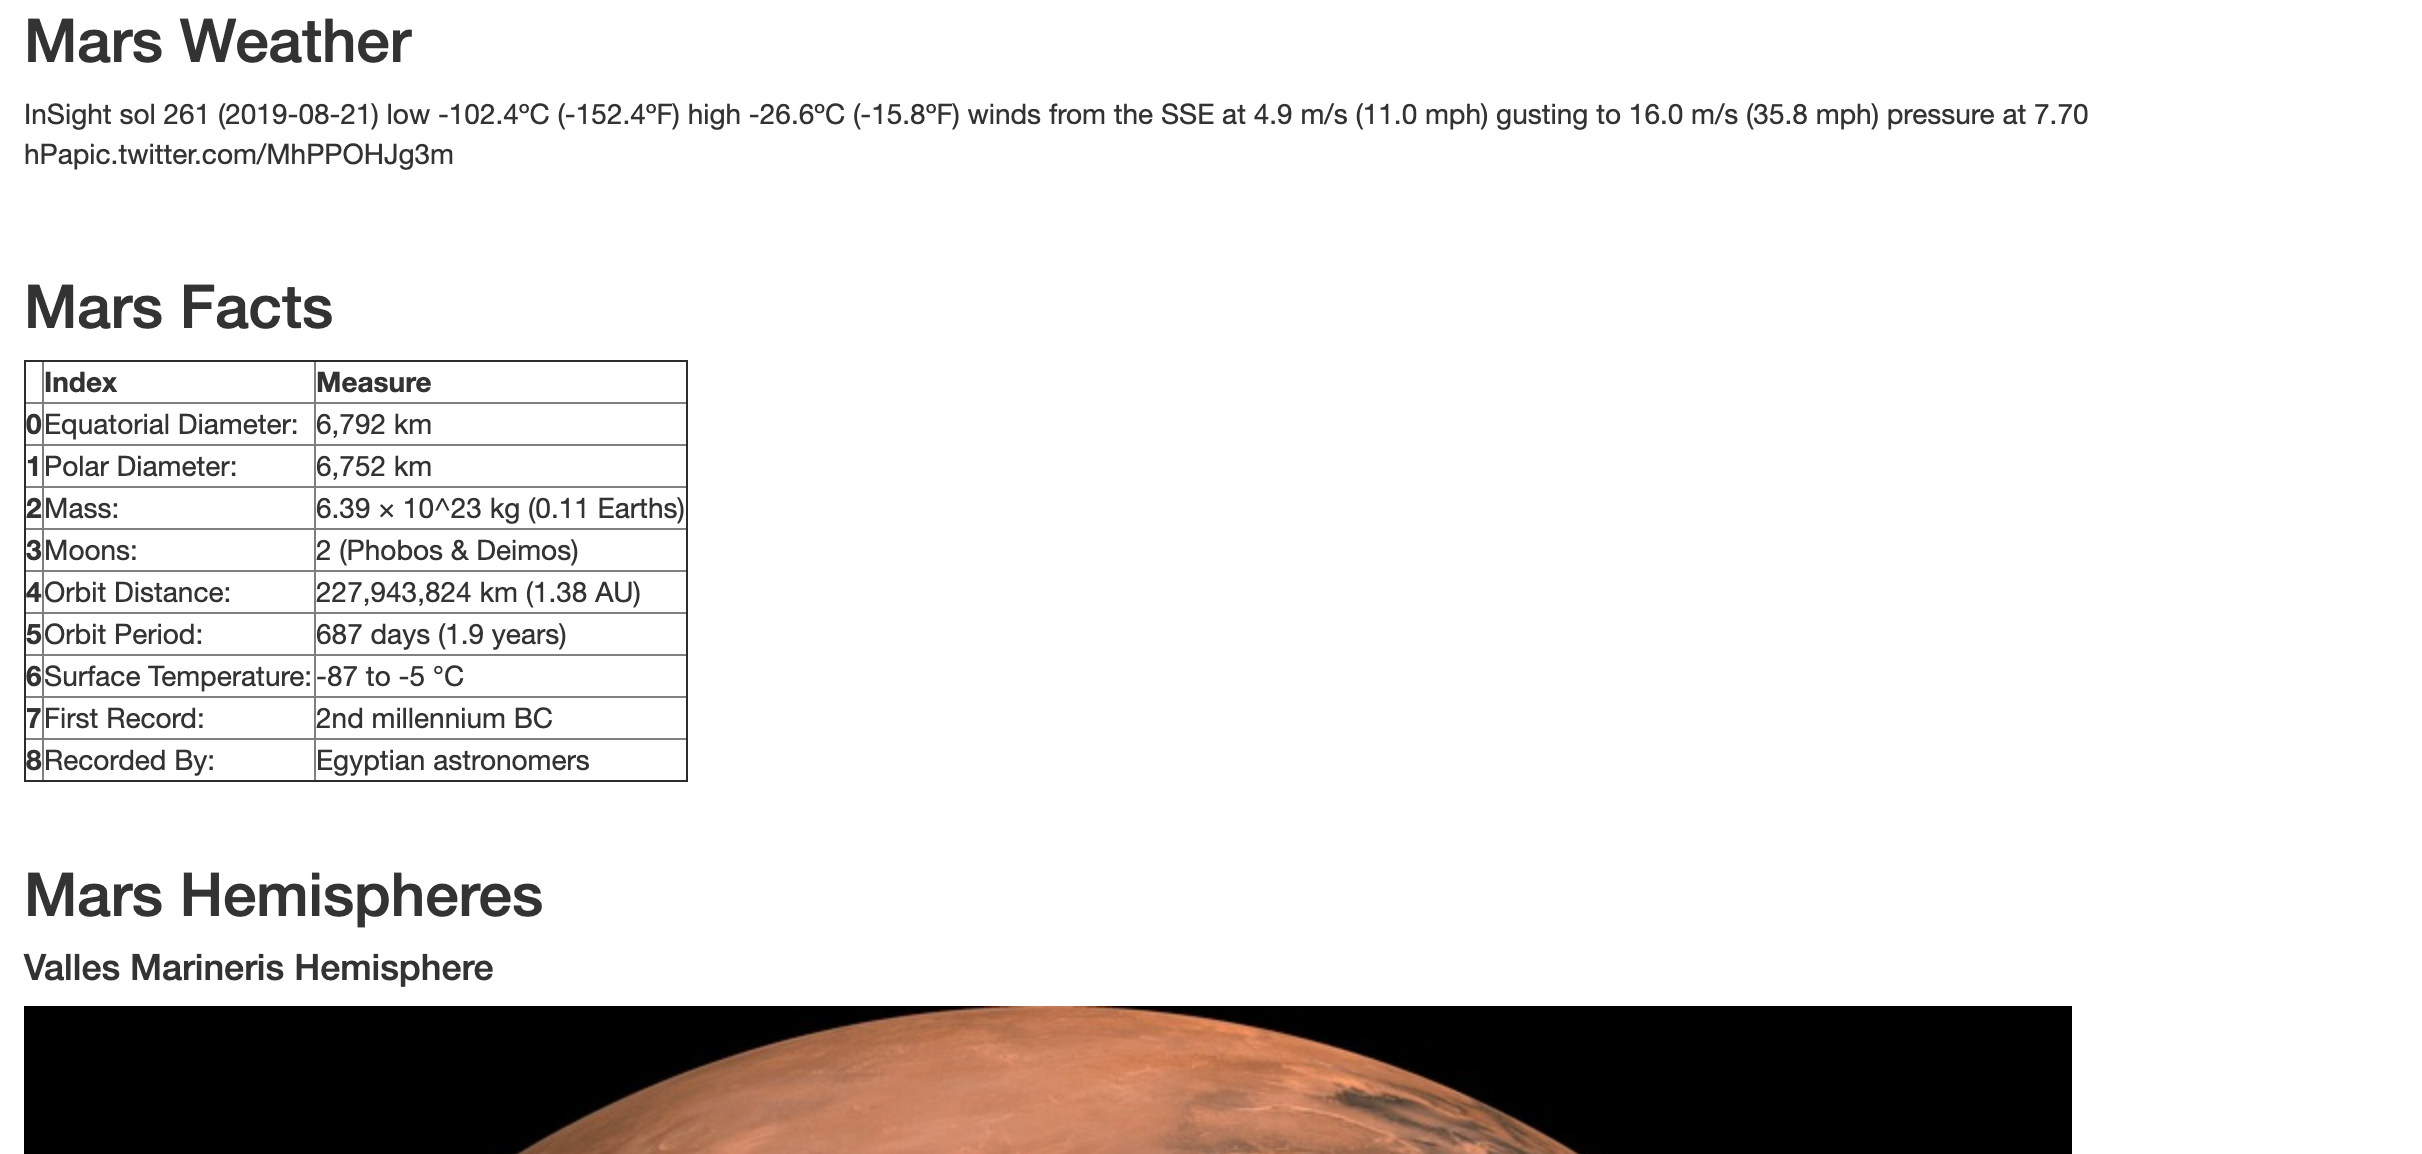 Mars Weather
InSight sol 261 (2019-08-21) low -102.4ºC (-152.4ºF) high -26.6ºC (-15.8ºF) winds from the SSE at 4.9 m/s (11.0 mph) gusting to 16.0 m/s (35.8 mph) pressure at 7.70
hPapic.twitter.com/MhPPOHJg3m
Mars Facts
Index Measure
0 Equatorial Diameter: 6,792 km
1 Polar Diameter: 6,752 km
2 Mass: 6.39 × 10^23 kg (0.11 Earths)
3 Moons: 2 (Phobos & Deimos)
4 Orbit Distance: 227,943,824 km (1.38 AU)
5 Orbit Period: 687 days (1.9 years)
6 Surface Temperature: -87 to -5 °C
7 First Record: 2nd millennium BC
8 Recorded By: Egyptian astronomers
Mars Hemispheres
Valles Marineris Hemisphere